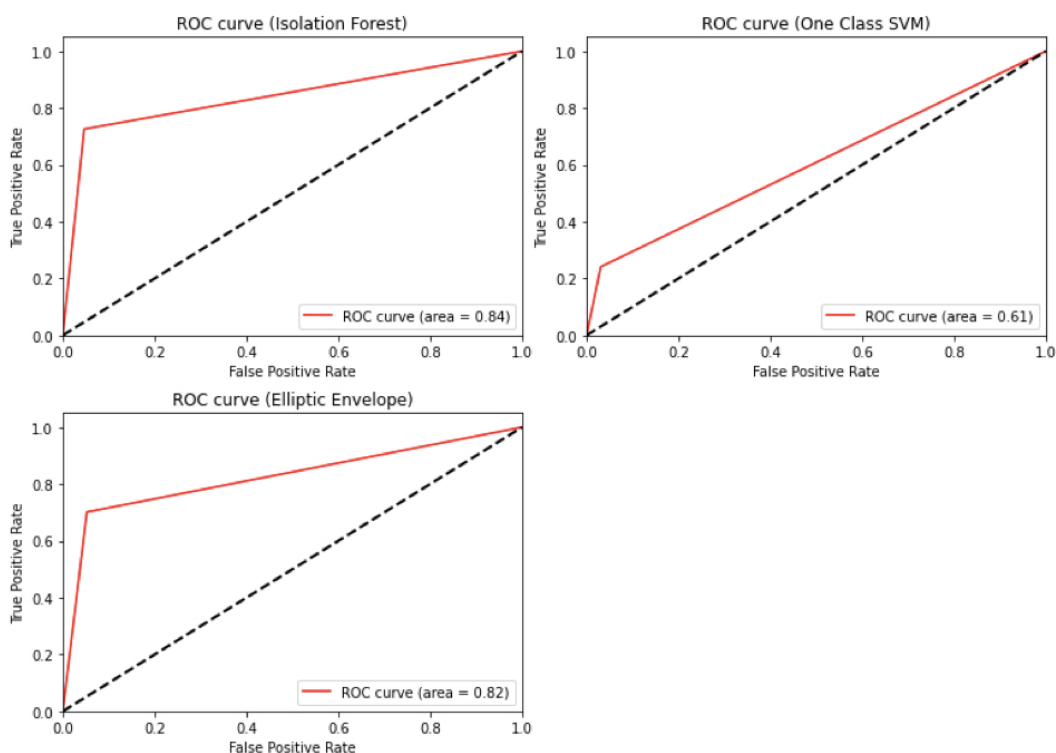 ROC curve (Isolation Forest)
True Positive Rate
1.0
0.8
0.6
0.4
0.2
0.0
ROC curve (area = 0.84)
0.0 0.2 0.4 0.6 0.8 1.0
False Positive Rate
ROC curve (One Class SVM)
True Positive Rate
1.0
0.8
0.6
0.4
0.2
0.0
ROC curve (area = 0.61)
0.0 0.2 0.4 0.6 0.8 1.0
False Positive Rate
ROC curve (Elliptic Envelope)
True Positive Rate
1.0
0.8
0.6
0.4
0.2
0.0
ROC curve (area = 0.82)
0.0 0.2 0.4 0.6 0.8 1.0
False Positive Rate